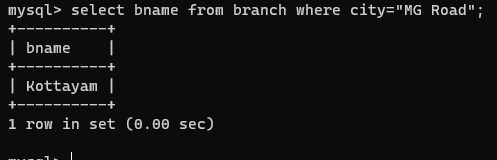 mysql> select bname from branch where city="MG Road";
+----------+
| bname    |
+----------+
| Kottayam |
+----------+
1 row in set (0.00 sec)
mysql>